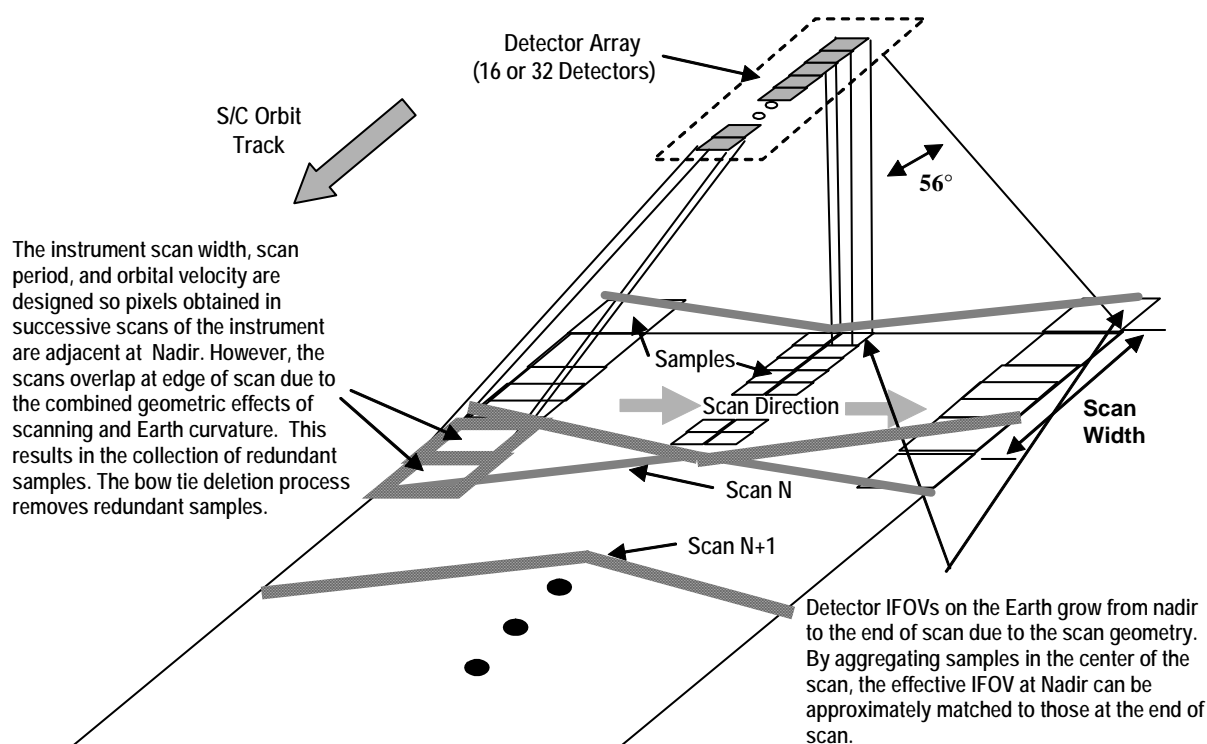 Detector Array
(16 or 32 Detectors)
S/C Orbit
Track
56°
The instrument scan width, scan
period, and orbital velocity are
designed so pixels obtained in
successive scans of the instrument
are adjacent at Nadir. However, the
scans overlap at edge of scan due to
the combined geometric effects of
scanning and Earth curvature. This
results in the collection of redundant
samples. The bow tie deletion process
removes redundant samples.
Samples
Scan Direction
Scan
Width
Scan N
Scan N+1
Detector IFOVs on the Earth grow from nadir
to the end of scan due to the scan geometry.
By aggregating samples in the center of the
scan, the effective IFOV at Nadir can be
approximately matched to those at the end of
scan.